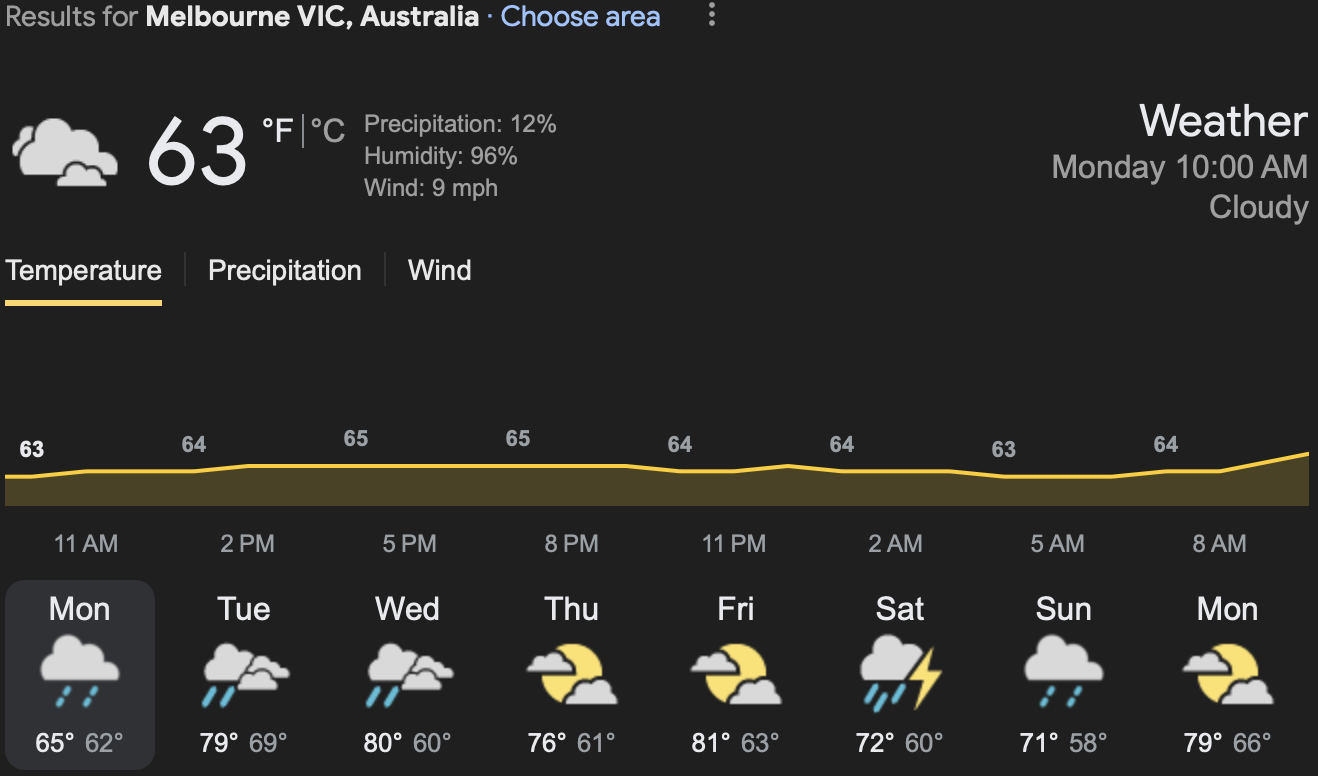 Results for Melbourne VIC, Australia · Choose area
63 °F|°C
Precipitation: 12%
Humidity: 96%
Wind: 9 mph
Weather
Monday 10:00 AM
Cloudy
Temperature Precipitation Wind
63 64 65 65 64 64 63 64
11 AM 2 PM 5 PM 8 PM 11 PM 2 AM 5 AM 8 AM
Mon Tue Wed Thu Fri Sat Sun Mon
65° 62° 79° 69° 80° 60° 76° 61° 81° 63° 72° 60° 71° 58° 79° 66°